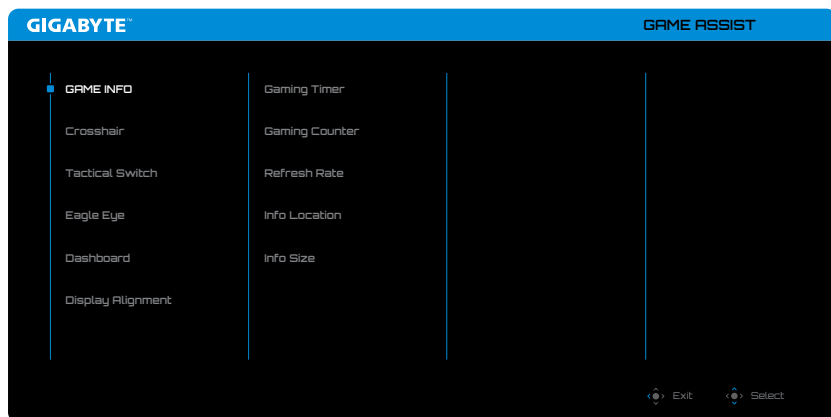 GIGABYTE™
GAME ASSIST
GAME INFO
Crosshair
Tactical Switch
Eagle Eye
Dashboard
Display Alignment
Gaming Timer
Gaming Counter
Refresh Rate
Info Location
Info Size
Exit
Select